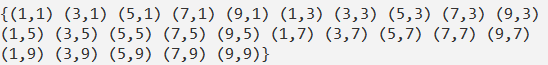 {(1,1) (3,1) (5,1) (7,1) (9,1) (1,3) (3,3) (5,3) (7,3) (9,3)
(1,5) (3,5) (5,5) (7,5) (9,5) (1,7) (3,7) (5,7) (7,7) (9,7)
(1,9) (3,9) (5,9) (7,9) (9,9)}